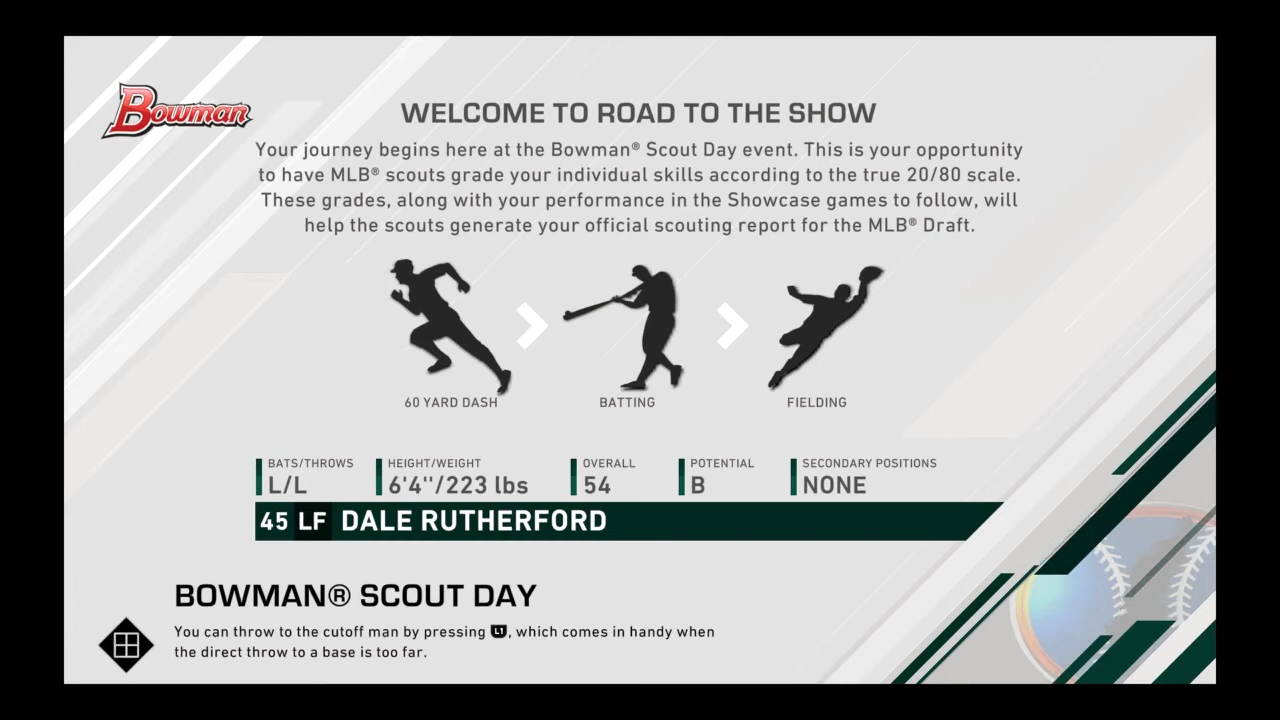 Bowman
WELCOME TO ROAD TO THE SHOW
Your journey begins here at the Bowman® Scout Day event. This is your opportunity
to have MLB® scouts grade your individual skills according to the true 20/80 scale.
These grades, along with your performance in the Showcase games to follow, will
help the scouts generate your official scouting report for the MLB® Draft.
60 YARD DASH BATTING FIELDING
BATS/THROWS HEIGHT/WEIGHT OVERALL POTENTIAL SECONDARY POSITIONS
L/L 6'4''/223 lbs 54 B NONE
45 LF DALE RUTHERFORD
BOWMAN® SCOUT DAY
You can throw to the cutoff man by pressing L1, which comes in handy when
the direct throw to a base is too far.